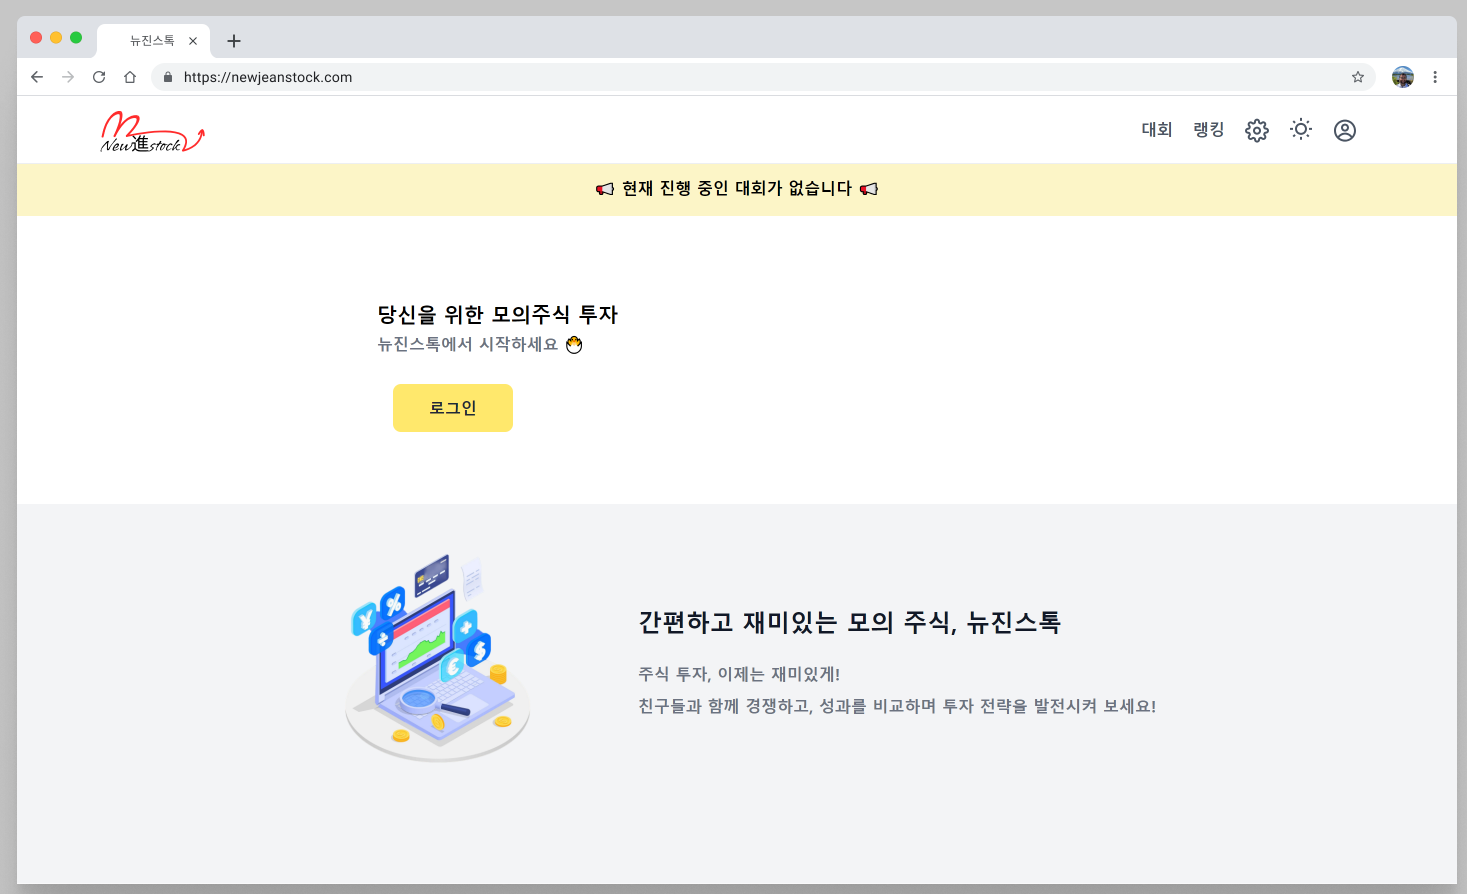 뉴진스톡
https://newjeanstock.com
New進stock
대회 랭킹
현재 진행 중인 대회가 없습니다
당신을 위한 모의주식 투자
뉴진스톡에서 시작하세요
로그인
¥ %
$
€
간편하고 재미있는 모의 주식, 뉴진스톡
주식 투자, 이제는 재미있게!
친구들과 함께 경쟁하고, 성과를 비교하며 투자 전략을 발전시켜 보세요!